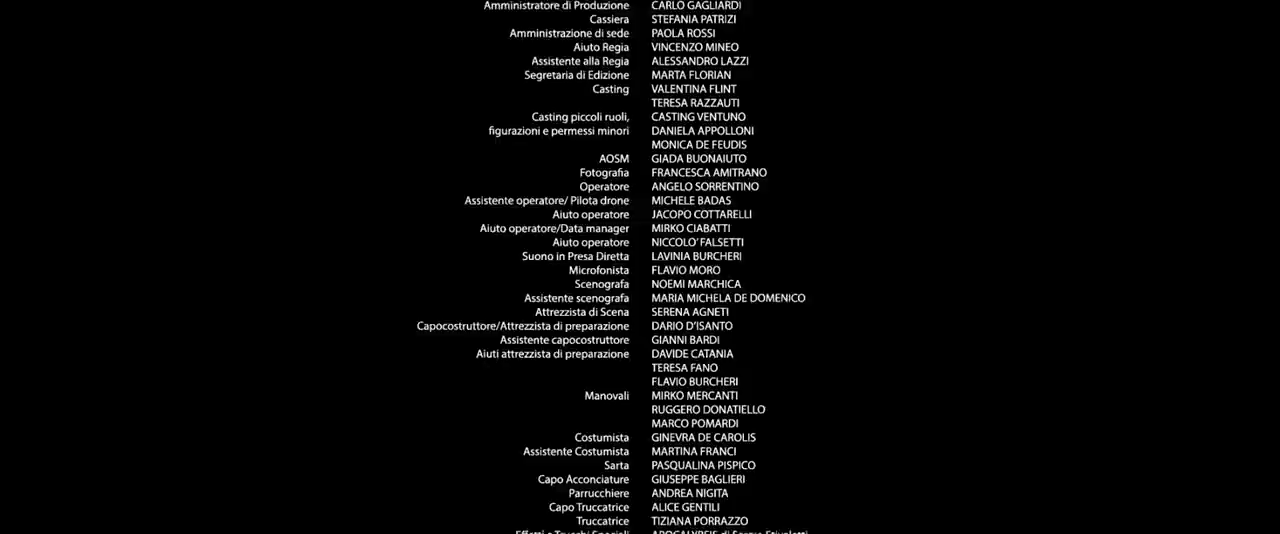 Amministratore di Produzione CARLO GAGLIARDI
Cassiera STEFANIA PATRIZI
Amministrazione di sede PAOLA ROSSI
Aiuto Regia VINCENZO MINEO
Assistente alla Regia ALESSANDRO LAZZI
Segretaria di Edizione MARTA FLORIAN
Casting VALENTINA FLINT
TERESA RAZZAUTI
Casting piccoli ruoli, CASTING VENTUNO
figurazioni e permessi minori DANIELA APPOLLONI
MONICA DE FEUDIS
AOSM GIADA BUONAIUTO
Fotografia FRANCESCA AMITRANO
Operatore ANGELO SORRENTINO
Assistente operatore/ Pilota drone MICHELE BADAS
Aiuto operatore JACOPO COTTARELLI
Aiuto operatore/Data manager MIRKO CIABATTI
Aiuto operatore NICCOLO' FALSETTI
Suono in Presa Diretta LAVINIA BURCHERI
Microfonista FLAVIO MORO
Scenografa NOEMI MARCHICA
Assistente scenografa MARIA MICHELA DE DOMENICO
Attrezzista di Scena SERENA AGNETI
Capocostruttore/Attrezzista di preparazione DARIO D'ISANTO
Assistente capocostruttore GIANNI BARDI
Aiuti attrezzista di preparazione DAVIDE CATANIA
TERESA FANO
FLAVIO BURCHERI
Manovali MIRKO MERCANTI
RUGGERO DONATIELLO
MARCO POMARDI
Costumista GINEVRA DE CAROLIS
Assistente Costumista MARTINA FRANCI
Sarta PASQUALINA PISPICO
Capo Acconciature GIUSEPPE BAGLIERI
Parrucchiere ANDREA NIGITA
Capo Truccatrice ALICE GENTILI
Truccatrice TIZIANA PORRAZZO